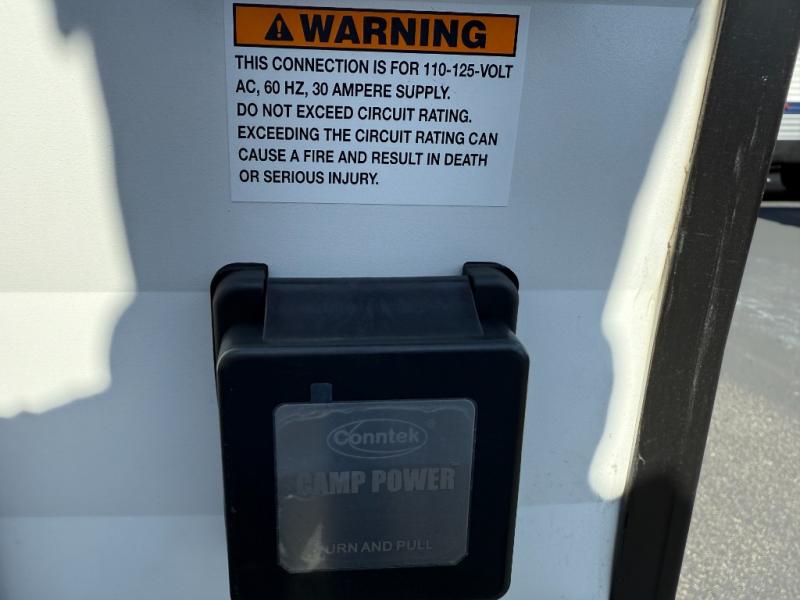 WARNING
THIS CONNECTION IS FOR 110-125-VOLT
AC, 60 HZ, 30 AMPERE SUPPLY.
DO NOT EXCEED CIRCUIT RATING.
EXCEEDING THE CIRCUIT RATING CAN
CAUSE A FIRE AND RESULT IN DEATH
OR SERIOUS INJURY.
Conntek®
CAMP POWER™
TURN AND PULL